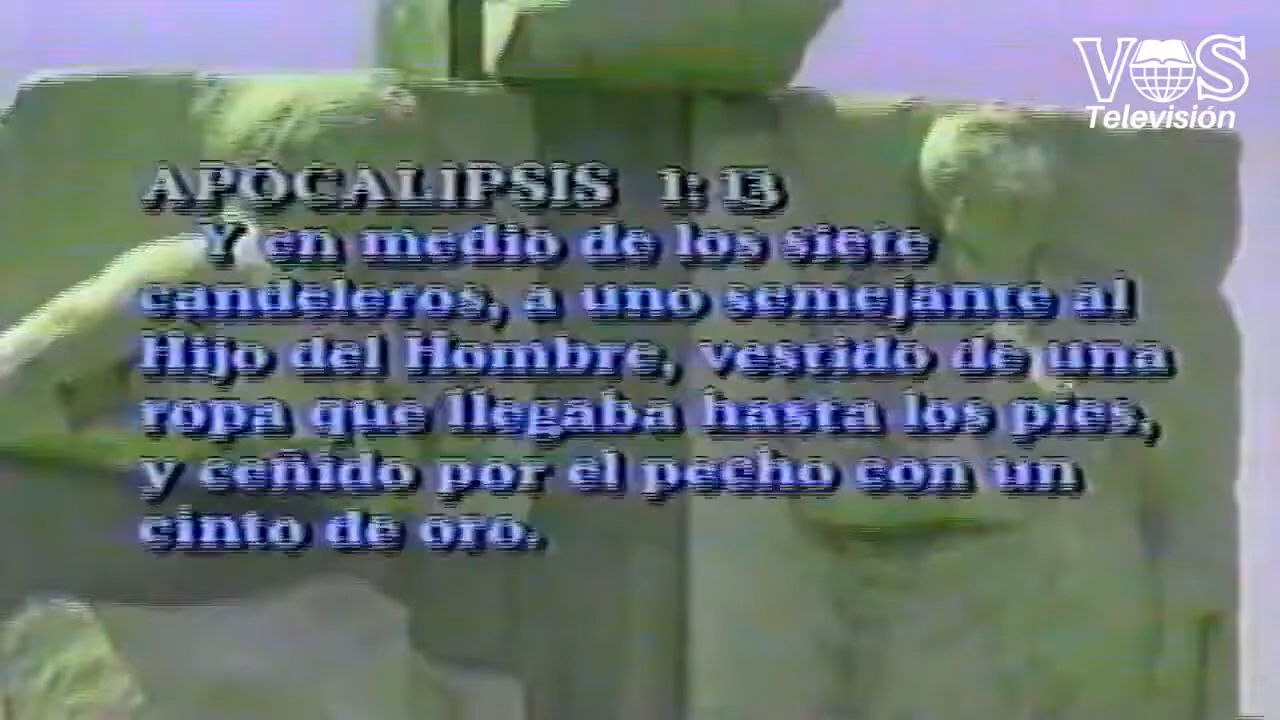 VOS
Televisión
APOCALIPSIS 1: 13
Y en medio de los siete
candeleros, a uno semejante al
Hijo del Hombre, vestido de una
ropa que llegaba hasta los pies,
y ceñido por el pecho con un
cinto de oro.